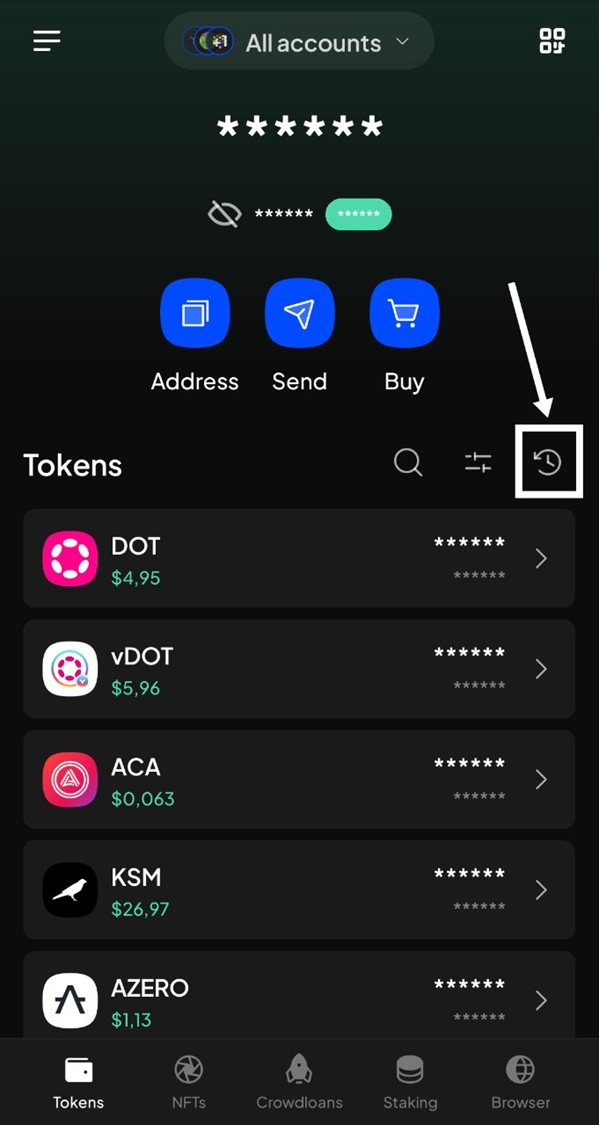 All accounts
******
****** ******
Address Send Buy
Tokens
DOT ******
$4,95 ******
vDOT ******
$5,96 ******
ACA ******
$0,063 ******
KSM ******
$26,97 ******
AZERO ******
$1,13 ******
Tokens NFTs Crowdloans Staking Browser